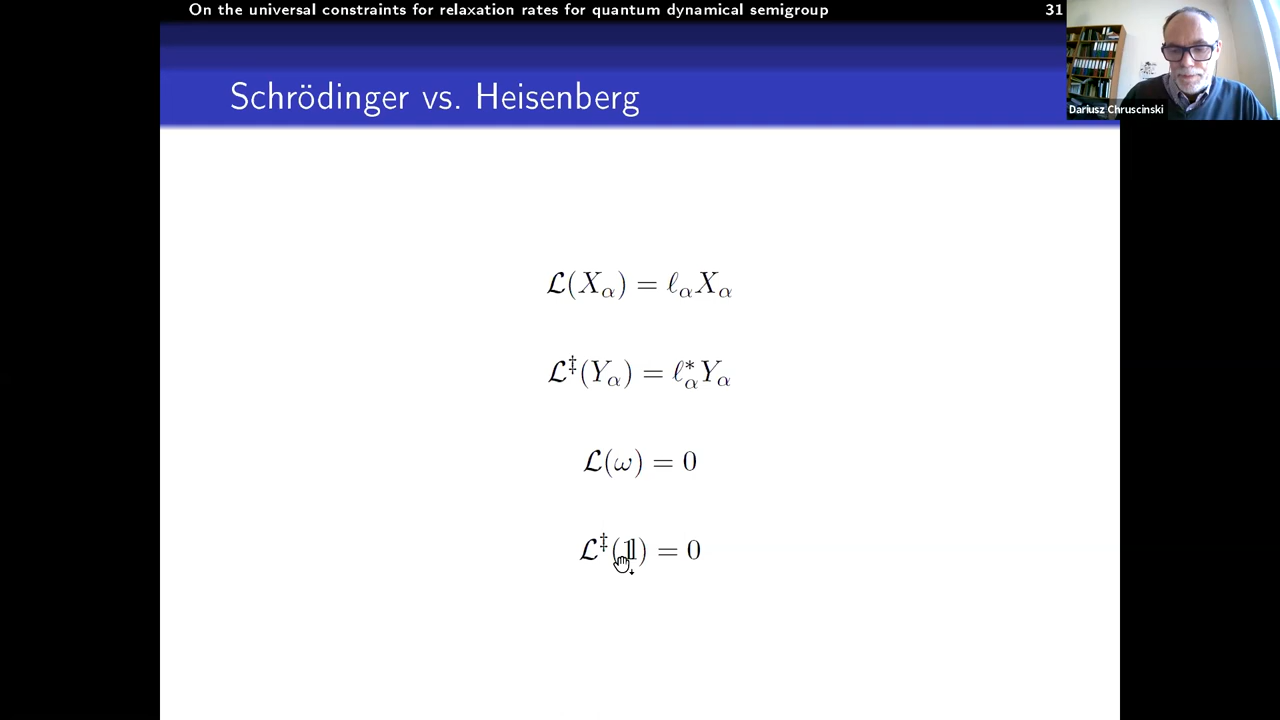 On the universal constraints for relaxation rates for quantum dynamical semigroup 31
Dariusz Chruscinski
Schrödinger vs. Heisenberg
ℒ(X_α) = ℓ_α X_α
ℒ^‡(Y_α) = ℓ_α^* Y_α
ℒ(ω) = 0
ℒ^‡(𝟙) = 0